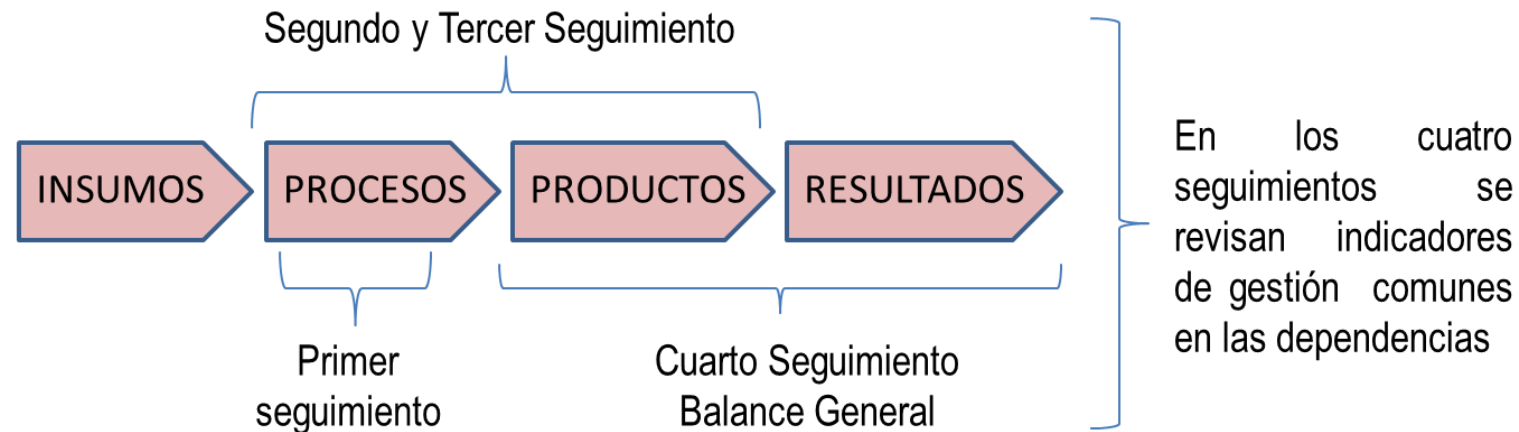 Segundo y Tercer Seguimiento
INSUMOS
PROCESOS
PRODUCTOS
RESULTADOS
Primer
seguimiento
Cuarto Seguimiento
Balance General
En los cuatro
seguimientos se
revisan indicadores
de gestión comunes
en las dependencias